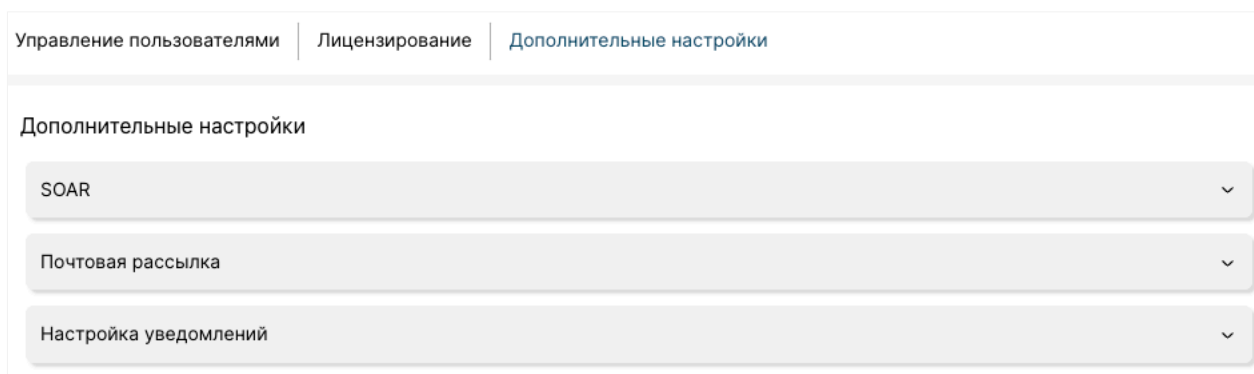 Управление пользователями Лицензирование Дополнительные настройки
Дополнительные настройки
SOAR
Почтовая рассылка
Настройка уведомлений